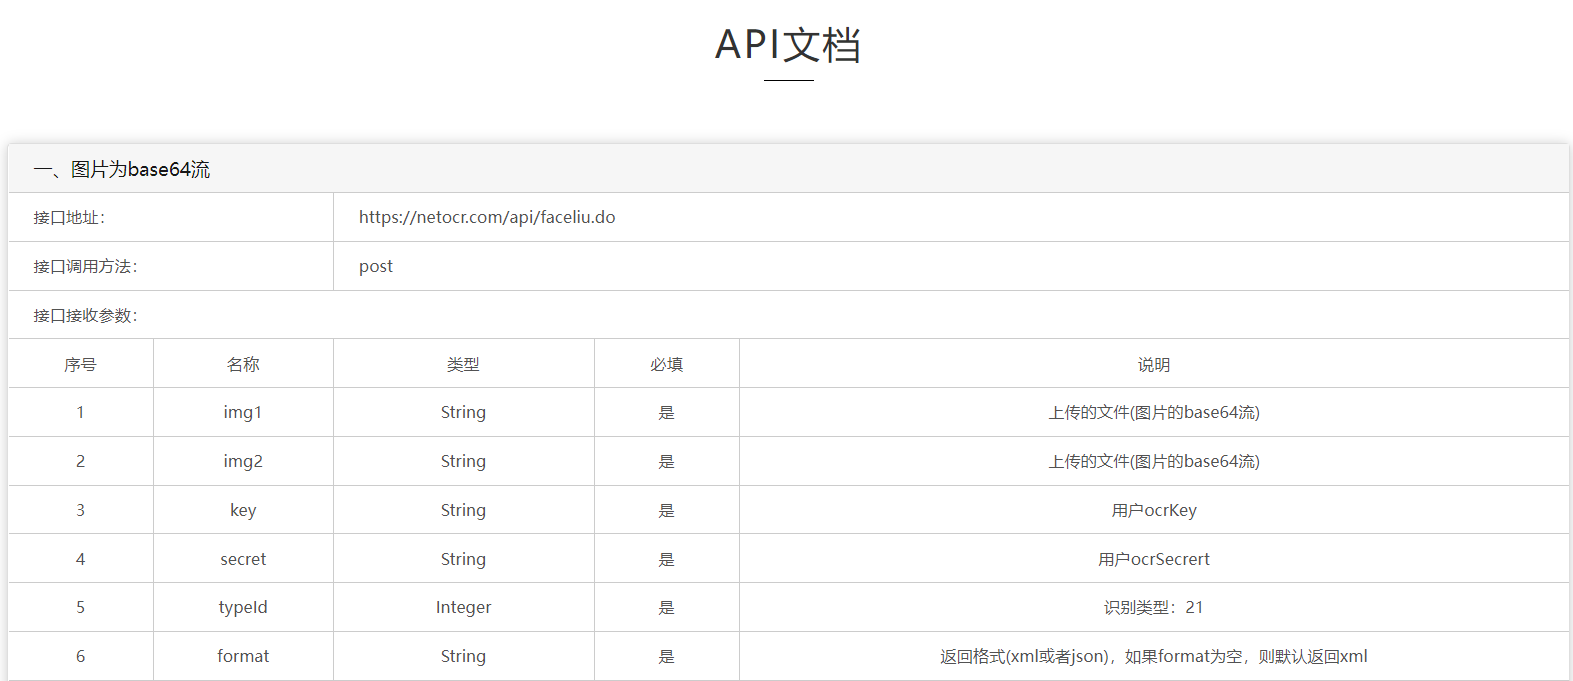 API文档
一、图片为base64流
接口地址：
https://netocr.com/api/faceliu.do
接口调用方法：
post
接口接收参数：
序号 名称 类型 必填 说明
1 img1 String 是 上传的文件(图片的base64流)
2 img2 String 是 上传的文件(图片的base64流)
3 key String 是 用户ocrKey
4 secret String 是 用户ocrSecrert
5 typeId Integer 是 识别类型：21
6 format String 是 返回格式(xml或者json)，如果format为空，则默认返回xml